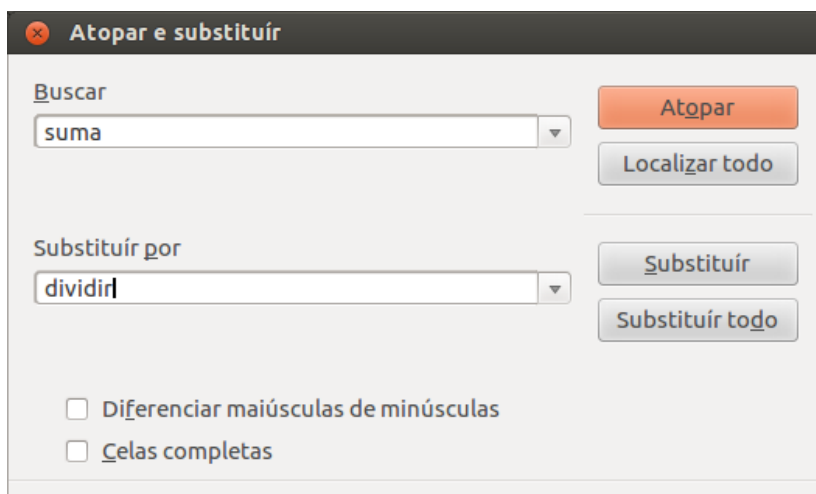 Atopar e substituír
Buscar
suma
Atopar
Localizar todo
Substituír por
dividir
Substituír
Substituír todo
Diferenciar maiúsculas de minúsculas
Celas completas